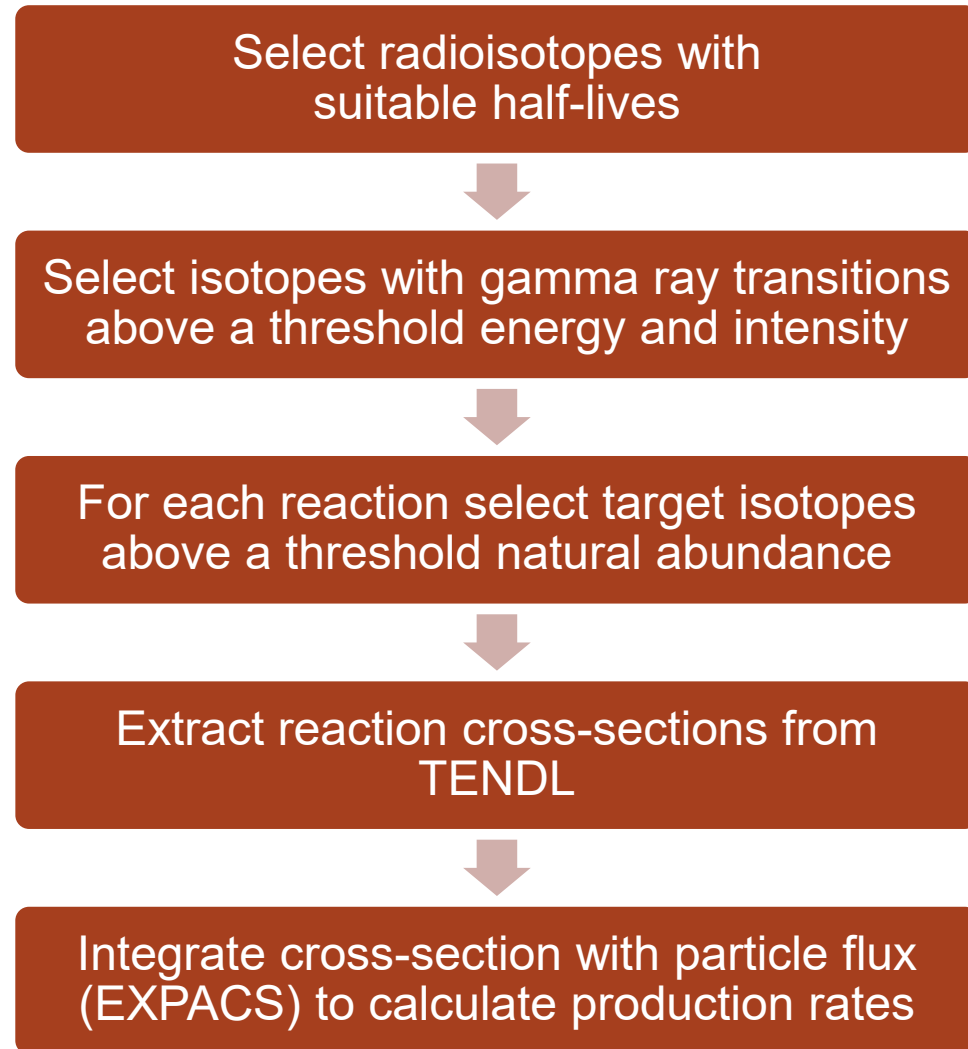 Select radioisotopes with
suitable half-lives
Select isotopes with gamma ray transitions
above a threshold energy and intensity
For each reaction select target isotopes
above a threshold natural abundance
Extract reaction cross-sections from
TENDL
Integrate cross-section with particle flux
(EXPACS) to calculate production rates